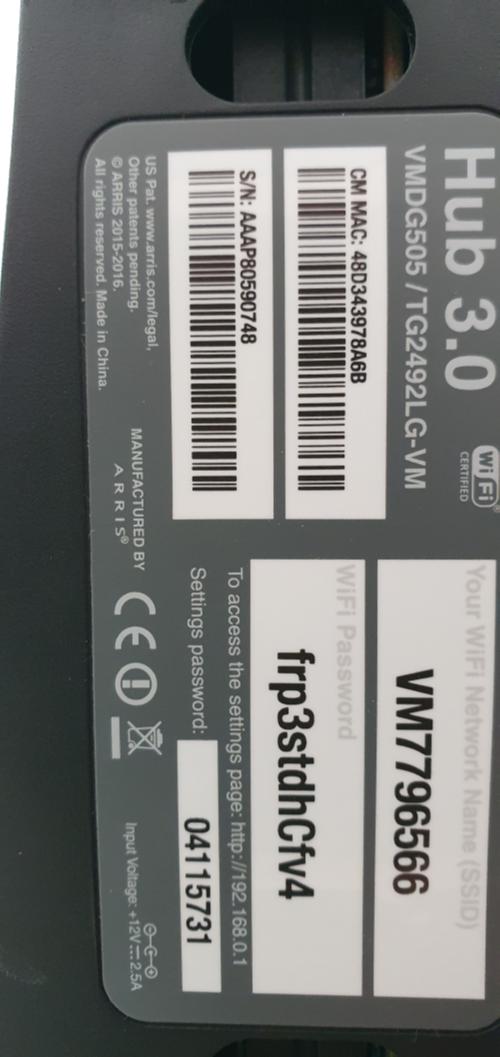 Hub 3.0
WiFi
CERTIFIED
VMDG505 / TG2492LG-VM
CM MAC: 48D343978A6B
S/N: AAAP80590748
US Pat. www.arris.com/legal,
Other patents pending.
© ARRIS 2015-2016.
All rights reserved. Made in China.
MANUFACTURED BY
ARRIS®
Your WiFi Network Name (SSID)
VM7796566
WiFi Password
frp3stdhCfv4
To access the settings page: http://192.168.0.1
Settings password:
04115731
CE
Input Voltage: +12V⎓2.5A